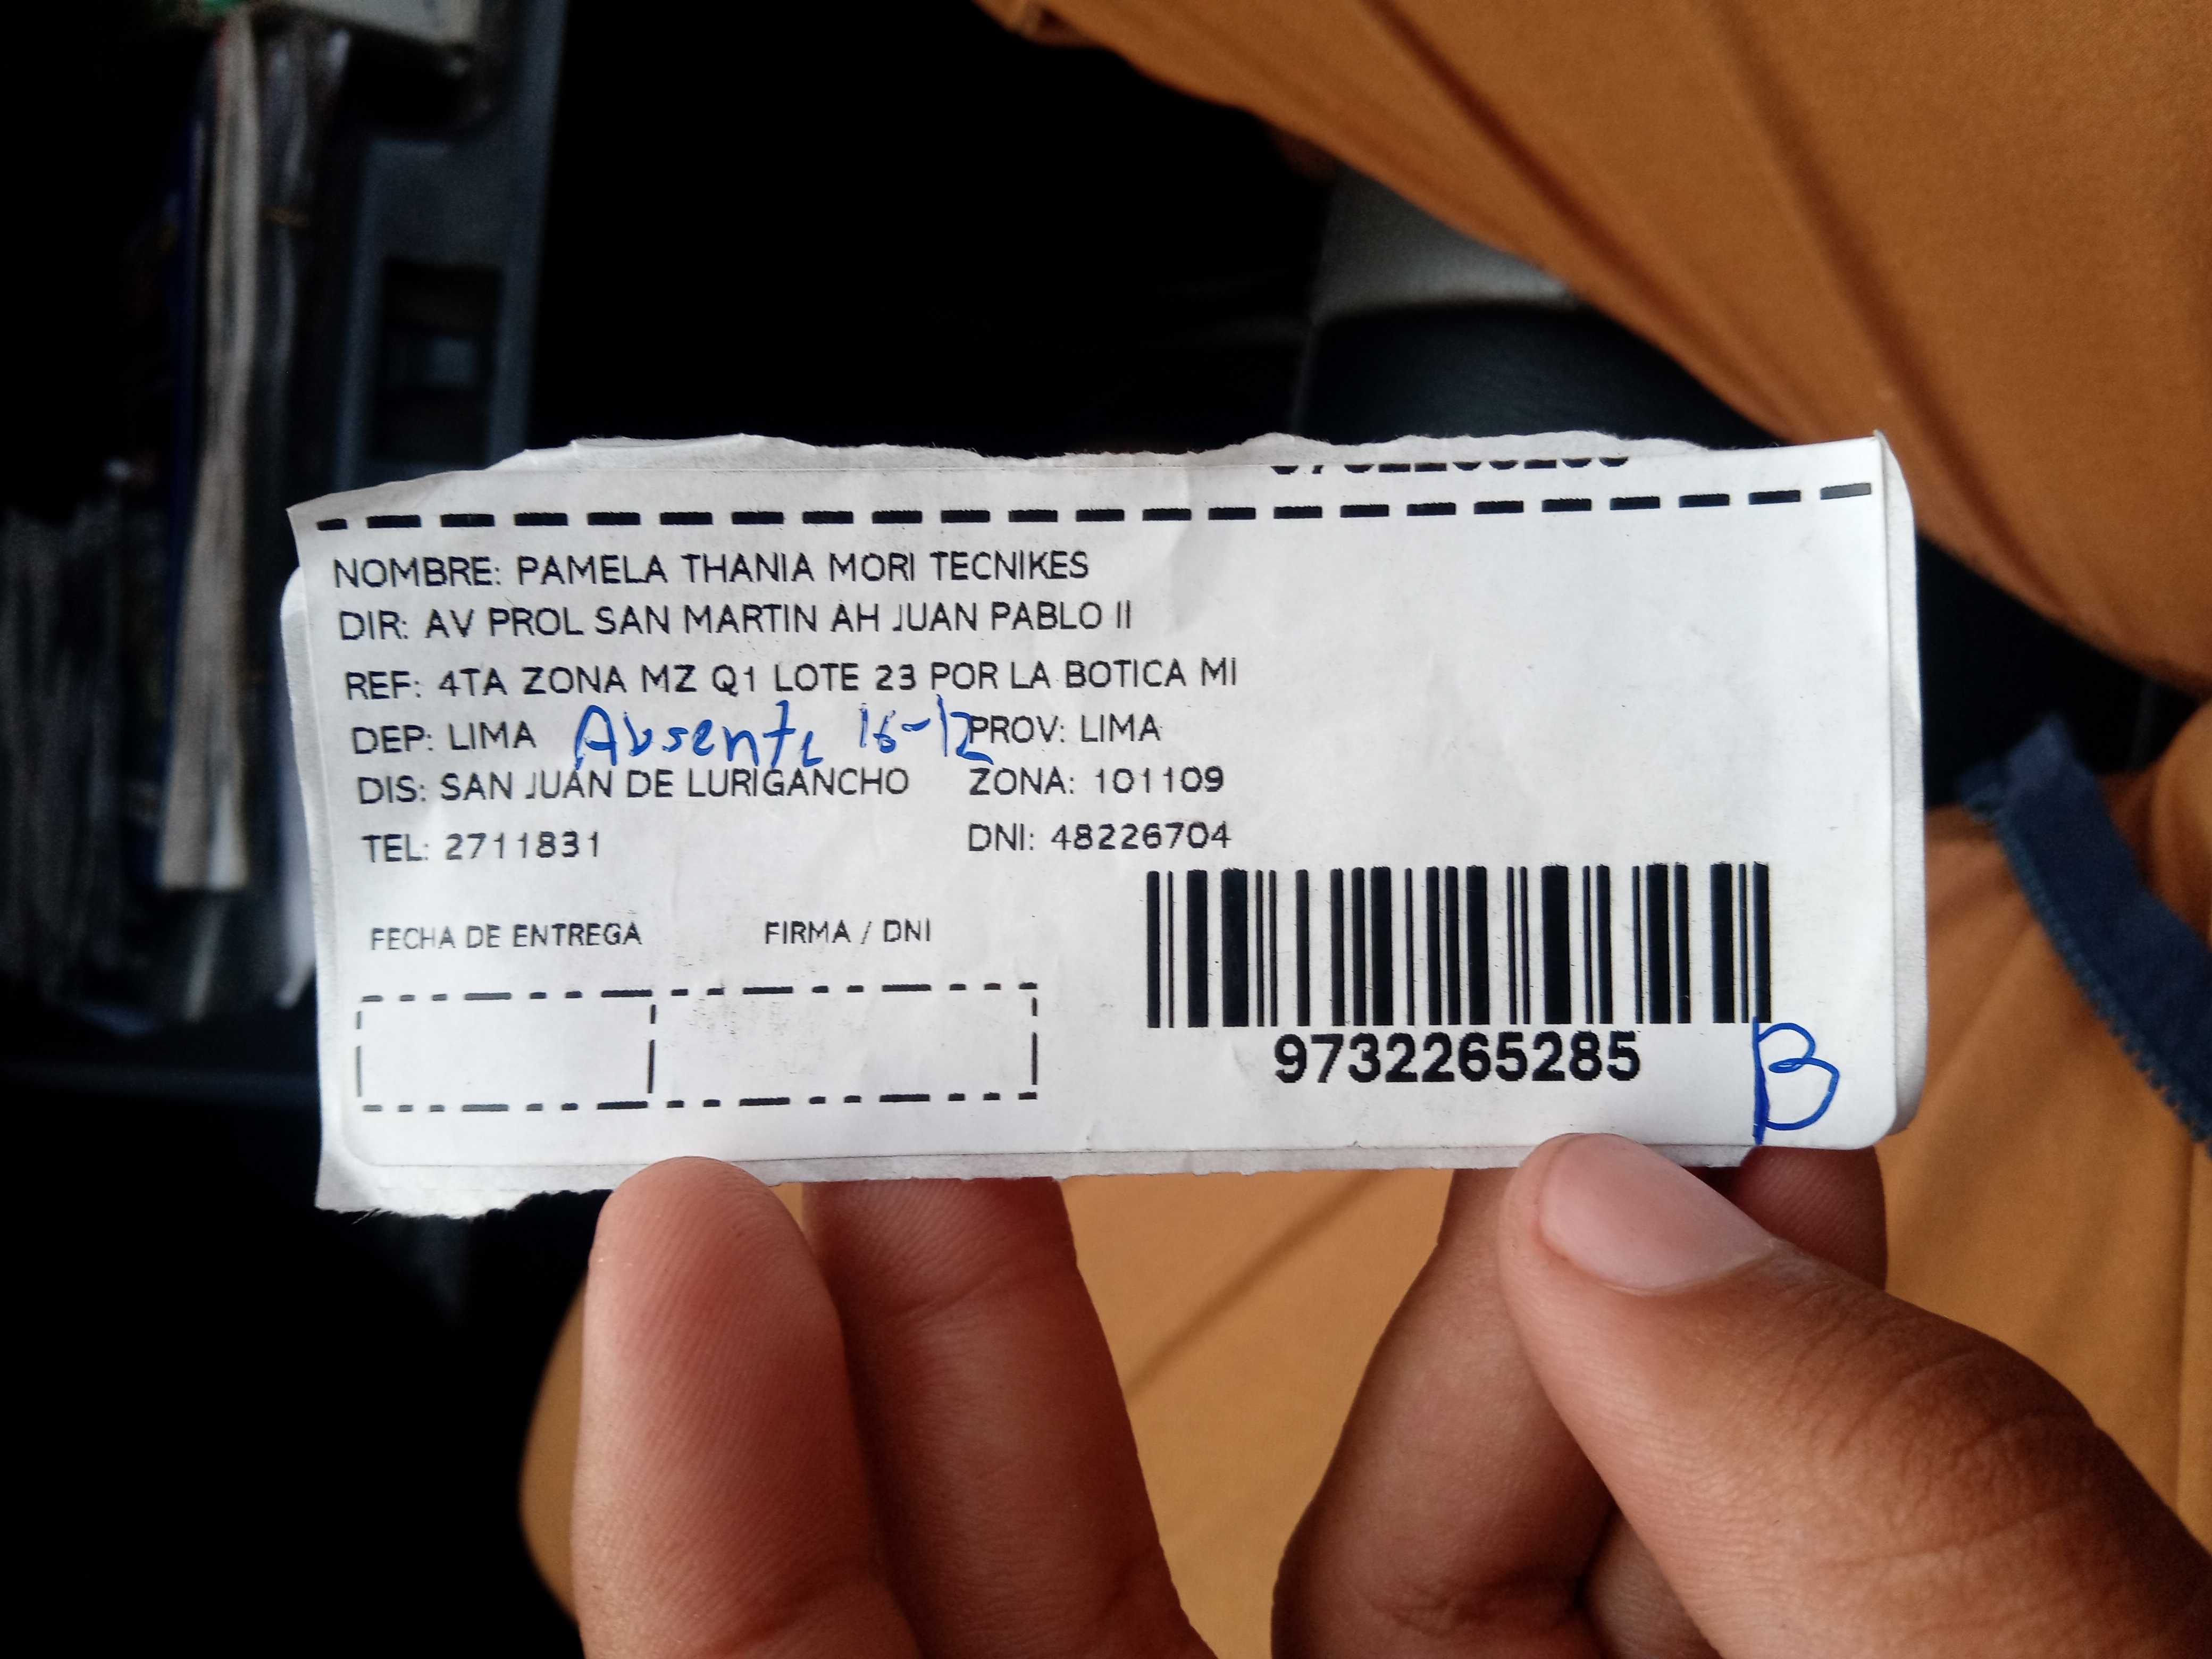 NOMBRE: PAMELA THANIA MORI TECNIKES
DIR: AV PROL SAN MARTIN AH JUAN PABLO II
REF: 4TA ZONA MZ Q1 LOTE 23 POR LA BOTICA MI
DEP: LIMA Absente 16-12 PROV: LIMA
DIS: SAN JUAN DE LURIGANCHO ZONA: 101109
TEL: 2711831 DNI: 48226704
FECHA DE ENTREGA FIRMA / DNI
9732265285
B